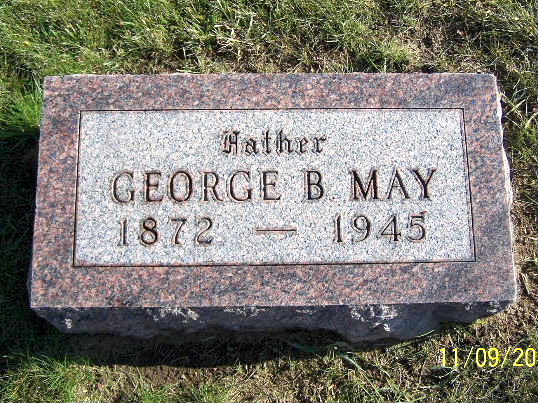 Father
GEORGE B. MAY
1872 — 1945
11/09/20